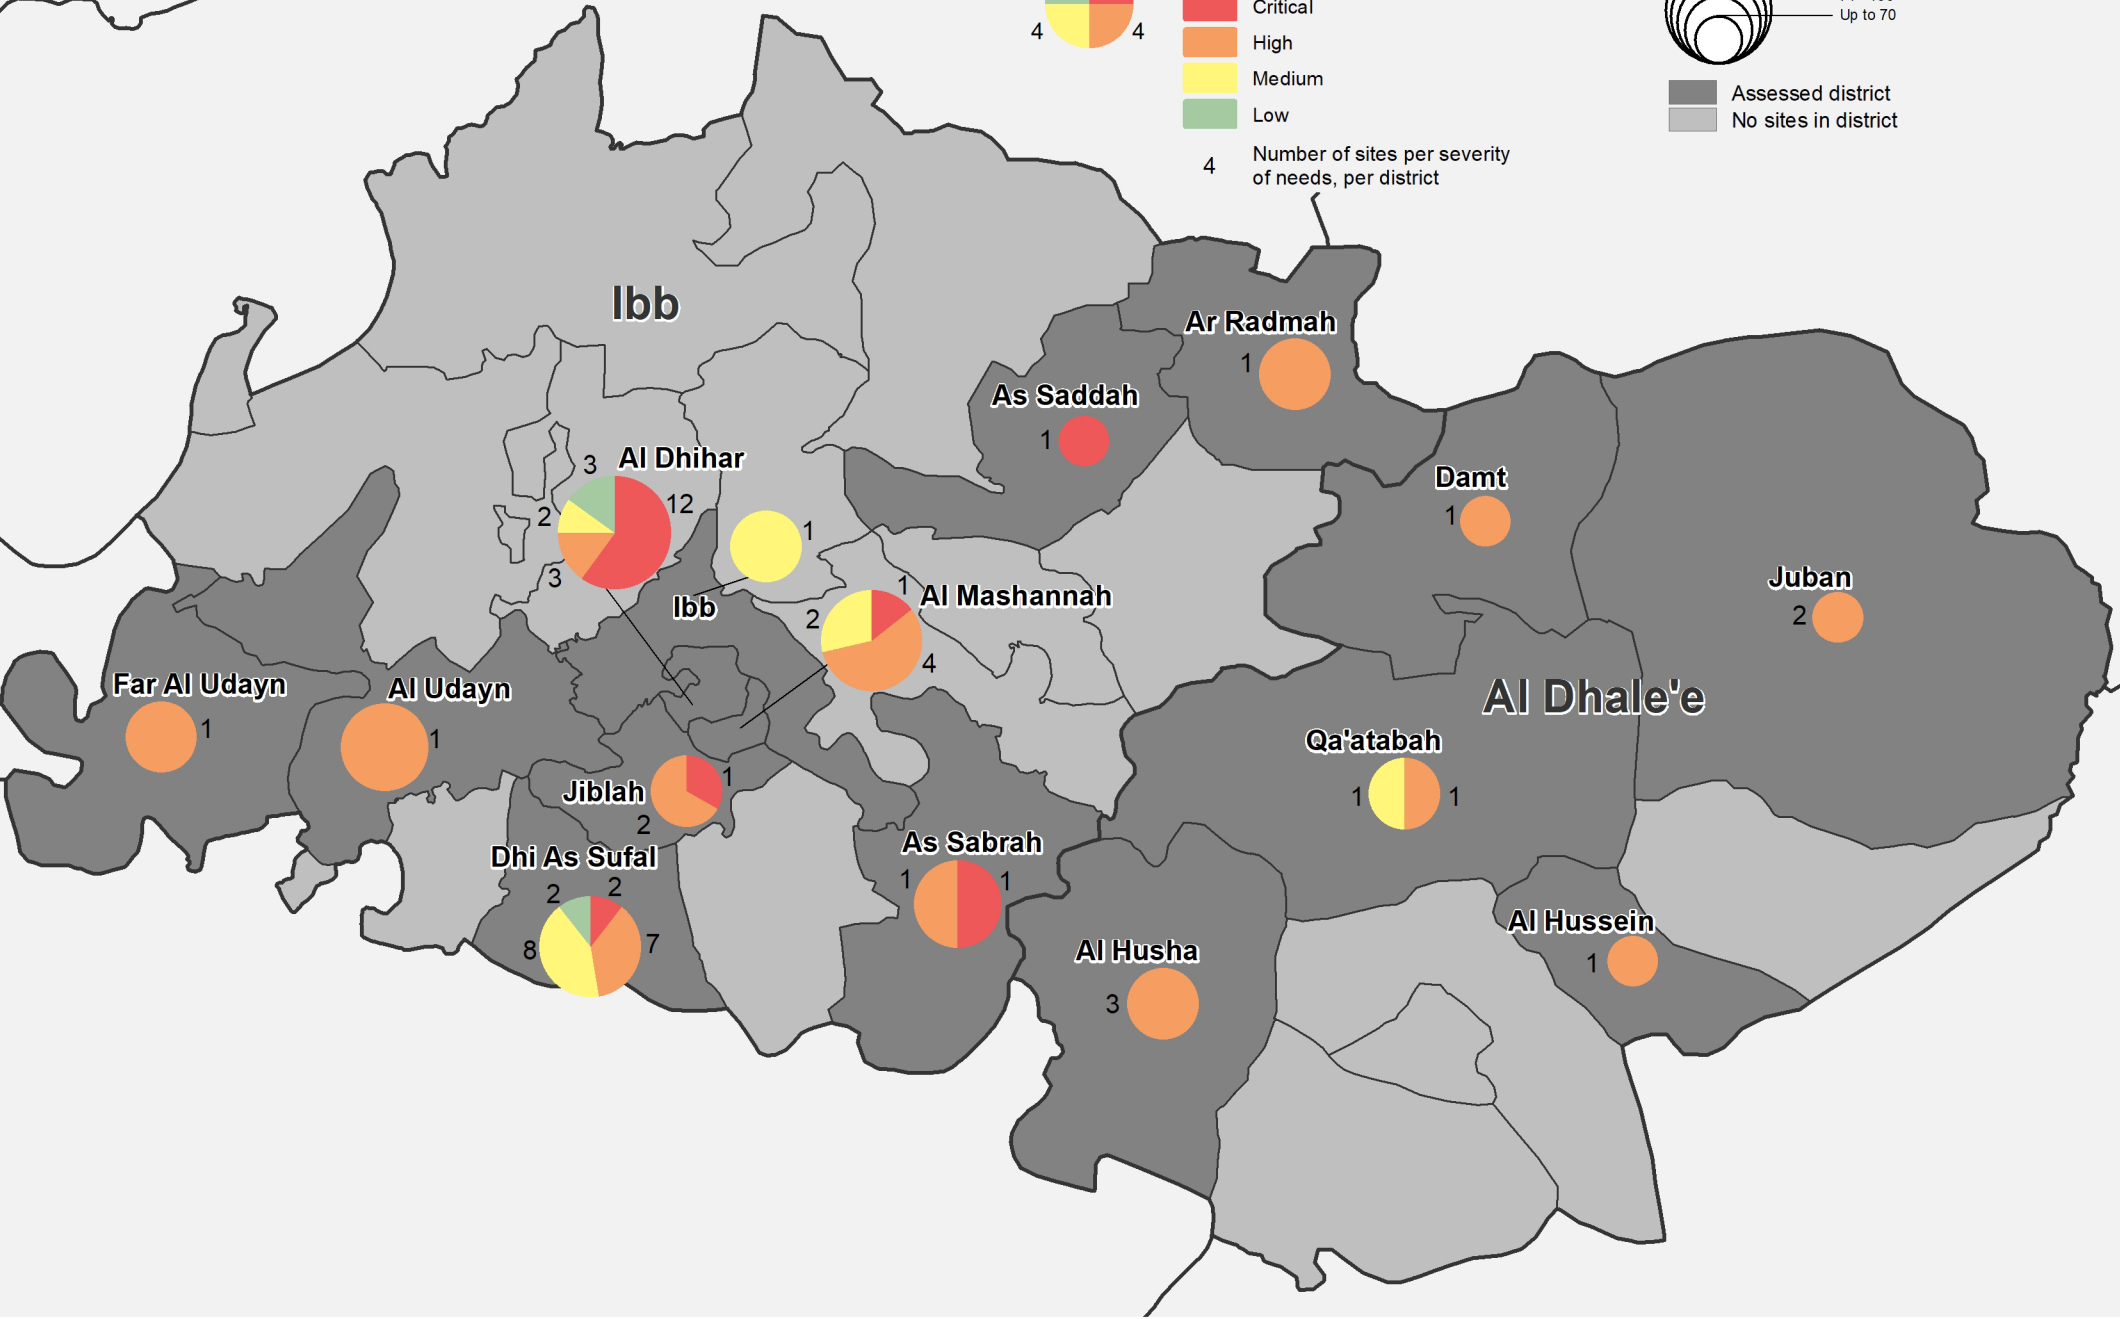 Critical
High
Medium
Low
4
4
4
Number of sites per severity
of needs, per district
Up to 70
Assessed district
No sites in district
Ibb
Ar Radmah
1
As Saddah
1
Al Dhihar
3
12
2
3
Damt
1
1
Ibb
Juban
2
Al Mashannah
1
2
4
Far Al Udayn
1
Al Udayn
1
Al Dhale'e
Qa'atabah
1
1
Jiblah
1
2
Dhi As Sufal
2
2
8
7
As Sabrah
1
1
Al Husha
3
Al Hussein
1